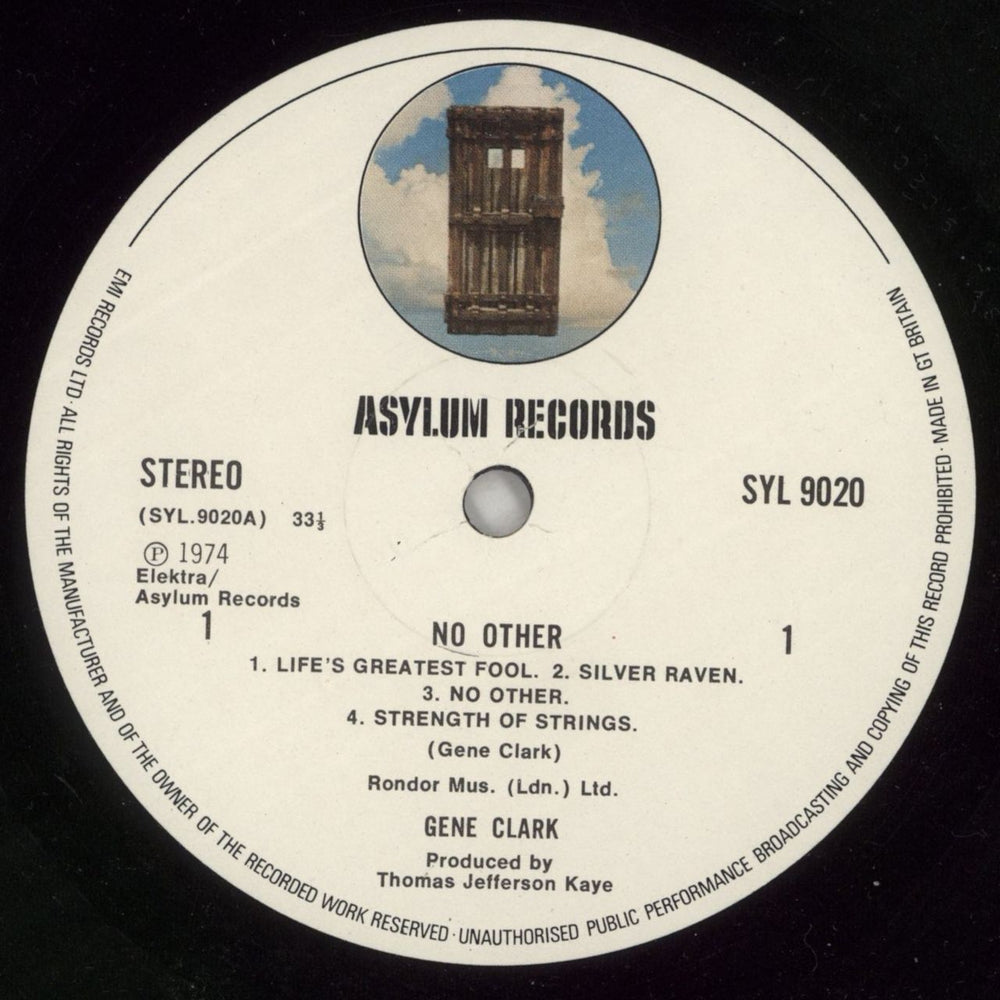 ASYLUM RECORDS
STEREO
SYL 9020
(SYL.9020A) 33⅓
Ⓟ 1974
Elektra/
Asylum Records
1
1
NO OTHER
1. LIFE'S GREATEST FOOL. 2. SILVER RAVEN.
3. NO OTHER.
4. STRENGTH OF STRINGS.
(Gene Clark)
Rondor Mus. (Ldn.) Ltd.
GENE CLARK
Produced by
Thomas Jefferson Kaye
EMI RECORDS LTD · ALL RIGHTS OF THE MANUFACTURER AND OF THE OWNER OF THE RECORDED WORK RESERVED · UNAUTHORISED PUBLIC PERFORMANCE BROADCASTING AND COPYING OF THIS RECORD PROHIBITED · MADE IN GT BRITAIN